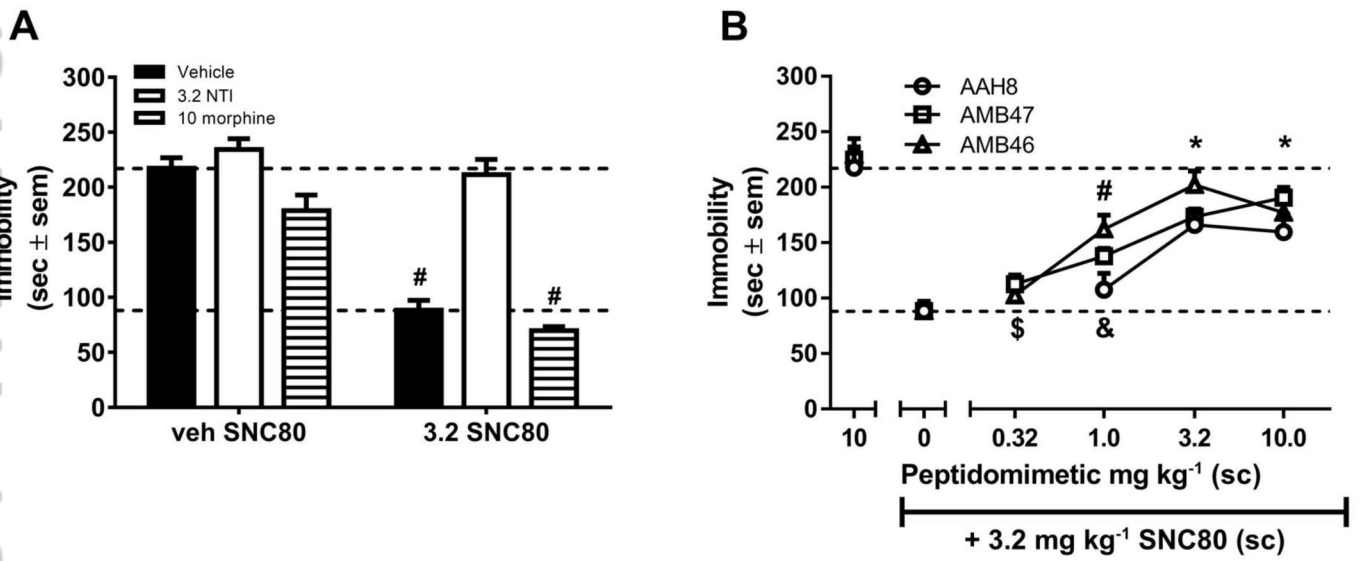 A
Immobility
(sec ± sem)
300
250
200
150
100
50
0
Vehicle
3.2 NTI
10 morphine
#
#
veh SNC80
3.2 SNC80
B
Immobility
(sec ± sem)
300
250
200
150
100
50
0
AAH8
AMB47
AMB46
#
*
*
$
&
10
0
0.32
1.0
3.2
10.0
Peptidomimetic mg kg⁻¹ (sc)
+ 3.2 mg kg⁻¹ SNC80 (sc)